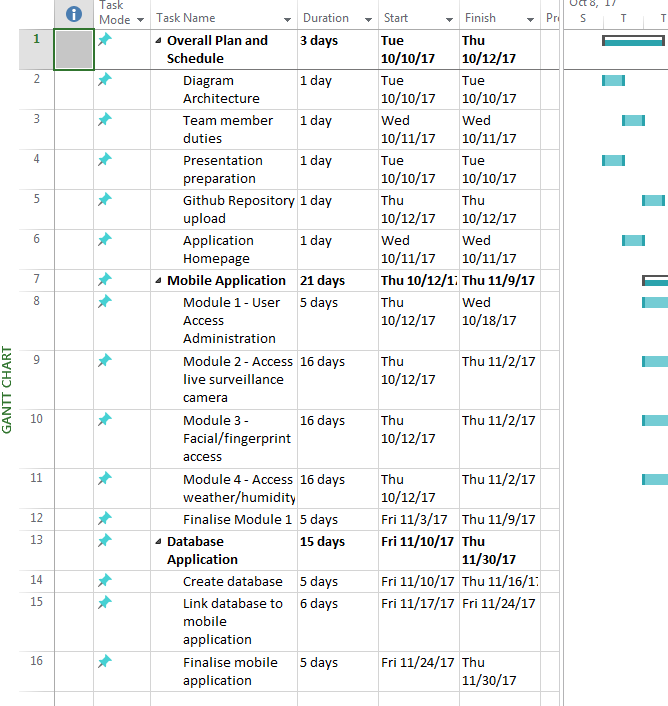 Oct 8, '17
Task Mode Task Name Duration Start Finish S T T
1 Overall Plan and Schedule 3 days Tue 10/10/17 Thu 10/12/17
2 Diagram Architecture 1 day Tue 10/10/17 Tue 10/10/17
3 Team member duties 1 day Wed 10/11/17 Wed 10/11/17
4 Presentation preparation 1 day Tue 10/10/17 Tue 10/10/17
5 Github Repository upload 1 day Thu 10/12/17 Thu 10/12/17
6 Application Homepage 1 day Wed 10/11/17 Wed 10/11/17
7 Mobile Application 21 days Thu 10/12/17 Thu 11/9/17
8 Module 1 - User Access Administration 5 days Thu 10/12/17 Wed 10/18/17
9 Module 2 - Access live surveillance camera 16 days Thu 10/12/17 Thu 11/2/17
10 Module 3 - Facial/fingerprint access 16 days Thu 10/12/17 Thu 11/2/17
11 Module 4 - Access weather/humidity 16 days Thu 10/12/17 Thu 11/2/17
12 Finalise Module 1 5 days Fri 11/3/17 Thu 11/9/17
13 Database Application 15 days Fri 11/10/17 Thu 11/30/17
14 Create database 5 days Fri 11/10/17 Thu 11/16/17
15 Link database to mobile application 6 days Fri 11/17/17 Fri 11/24/17
16 Finalise mobile application 5 days Fri 11/24/17 Thu 11/30/17
GANTT CHART